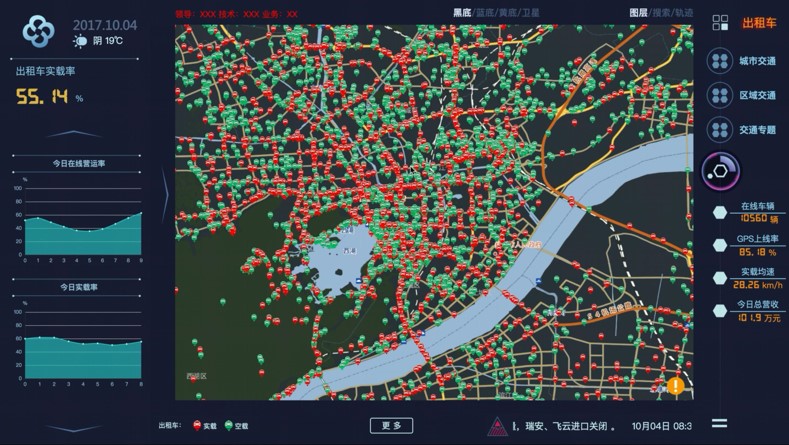 2017.10.04
阴 19℃
出租车实载率
55.14 %
今日在线营运率
%
100
80
60
40
20
0
0 1 2 3 4 5 6 7 8
今日实载率
%
100
80
60
40
20
0
0 1 2 3 4 5 6 7 8
领导：XXX 技术：XXX 业务：XX
黑底/蓝底/黄底/卫星
图层/搜索/轨迹
西湖
西湖区
出租车：
实载
空载
更多
，瑞安、飞云进口关闭 。
10月04日 08:3
出租车
城市交通
区域交通
交通专题
在线车辆
10560 辆
GPS上线率
85.18 %
实载均速
28.26 km/h
今日总营收
101.9 万元